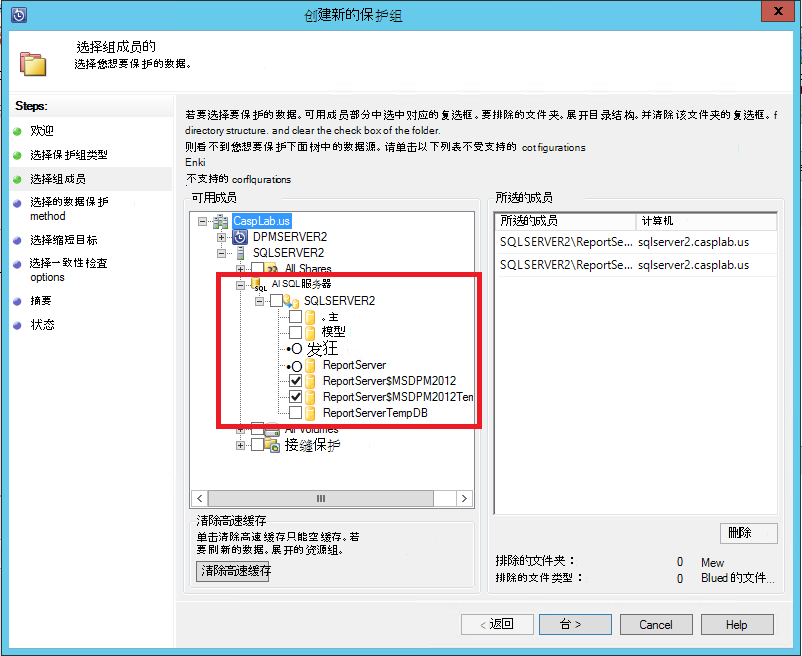 创建新的保护组
X
选择组成员的
选择您想要保护的数据。
Steps:
欢迎
选择保护组类型
选择组成员
选择的数据保护
method
选择缩短目标
选择一致性检查
options
摘要
状态
若要选择要保护的数据。可用成员部分中选中对应的复选框。要排除的文件夹。展开目录结构。并清除该文件夹的复选框。f
directory structure. and clear the check box of the folder.
则看不到您想要保护下面树中的数据源。请单击以下列表不受支持的 cotfigurations
Enki
不支持的 corflqurations
可用成员
CaspLab.us
DPMSERVER2
SQLSERVER2
All Shares
AI SQL 服务器
SQLSERVER2
。主
模型
发狂
ReportServer
ReportServer$MSDPM2012
ReportServer$MSDPM2012Tem
ReportServerTempDB
All Volumes
接缝保护
清除高速缓存
单击清除高速缓存只能空缓存。若
要刷新的数据。展开的资源组。
清除高速缓存
所选的成员
所选的成员 计算机
SQLSERVER2\ReportSe... sqlserver2.casplab.us
SQLSERVER2\ReportSe... sqlserver2.casplab.us
删除
排除的文件夹： 0 Mew
排除的文件类型： 0 Blued 的文件...
< 返回
台 >
Cancel
Help